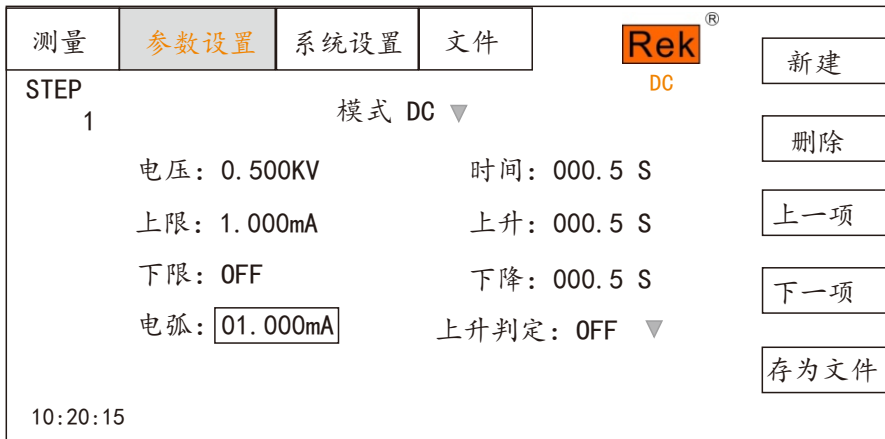 测量 参数设置 系统设置 文件 Rek ®
DC
新建
STEP
1
模式 DC ▼
删除
电压: 0.500KV 时间: 000.5 S
上限: 1.000mA 上升: 000.5 S
上一项
下限: OFF 下降: 000.5 S
下一项
电弧: 01.000mA 上升判定: OFF ▼
存为文件
10:20:15